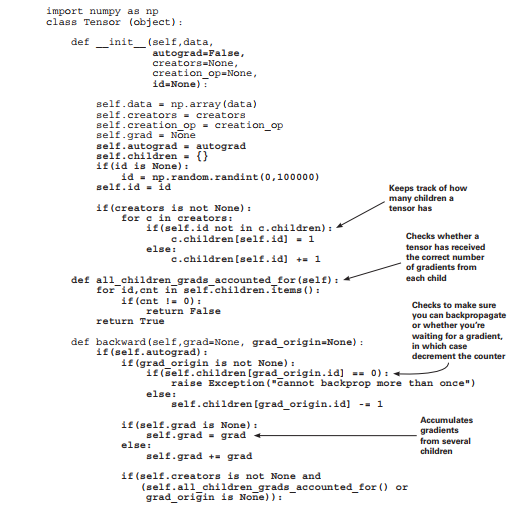 import numpy as np
class Tensor (object):
def __init__(self,data,
autograd=False,
creators=None,
creation_op=None,
id=None):
self.data = np.array(data)
self.creators = creators
self.creation_op = creation_op
self.grad = None
self.autograd = autograd
self.children = {}
if(id is None):
id = np.random.randint(0,100000)
self.id = id
if(creators is not None):
for c in creators:
if(self.id not in c.children):
c.children[self.id] = 1
else:
c.children[self.id] += 1
Keeps track of how
many children a
tensor has
def all_children_grads_accounted_for(self):
for id,cnt in self.children.items():
if(cnt != 0):
return False
return True
Checks whether a
tensor has received
the correct number
of gradients from
each child
def backward(self,grad=None, grad_origin=None):
if(self.autograd):
if(grad_origin is not None):
if(self.children[grad_origin.id] == 0):
raise Exception("cannot backprop more than once")
else:
self.children[grad_origin.id] -= 1
Checks to make sure
you can backpropagate
or whether you're
waiting for a gradient,
in which case
decrement the counter
if(self.grad is None):
self.grad = grad
else:
self.grad += grad
Accumulates
gradients
from several
children
if(self.creators is not None and
(self.all_children_grads_accounted_for() or
grad_origin is None)):